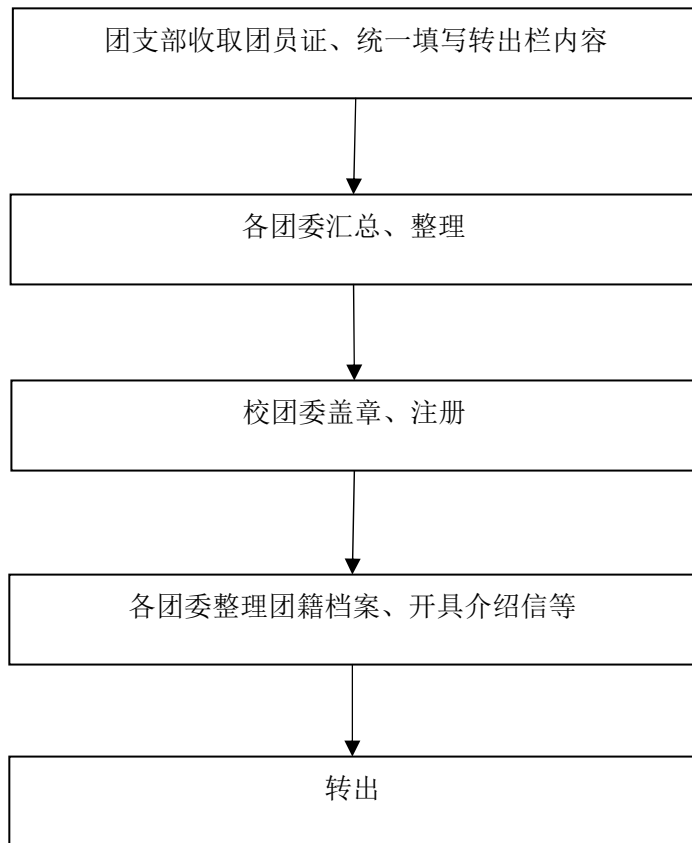 团支部收取团员证、统一填写转出栏内容
各团委汇总、整理
校团委盖章、注册
各团委整理团籍档案、开具介绍信等
转出